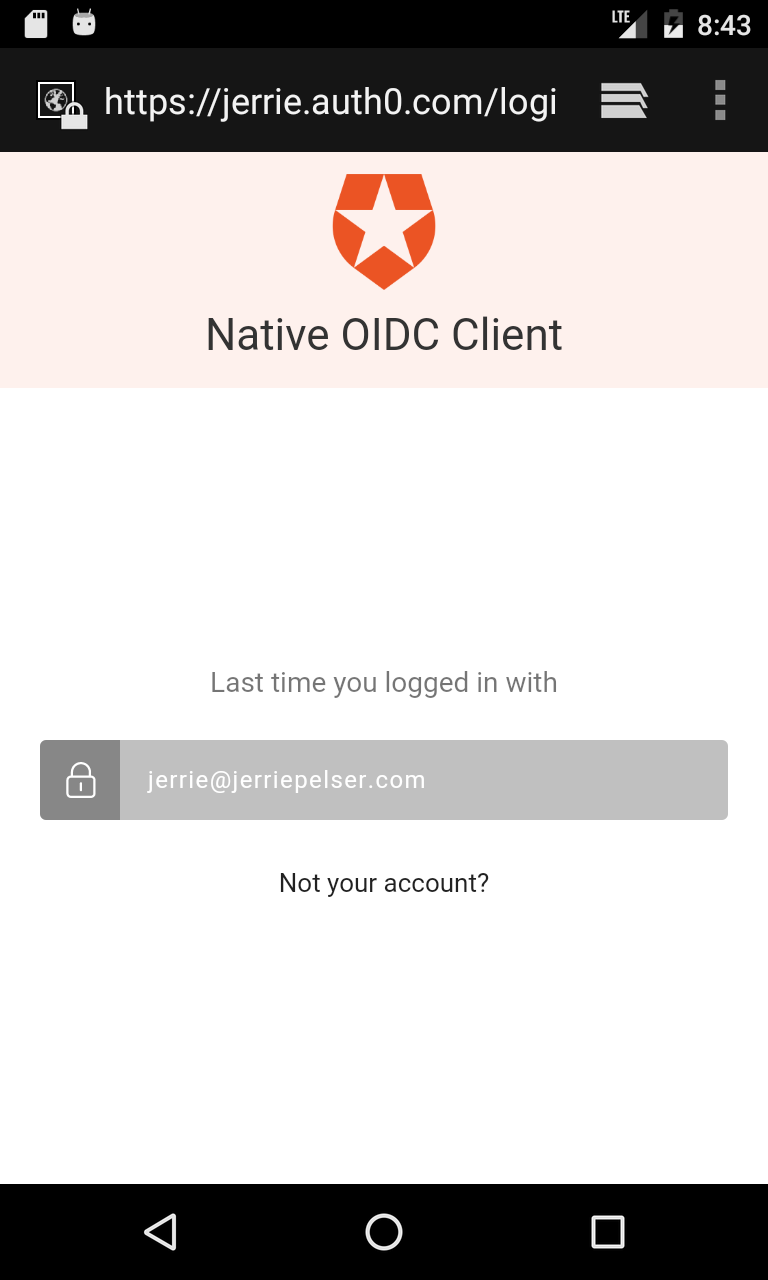 LTE 8:43
https://jerrie.auth0.com/logi
Native OIDC Client
Last time you logged in with
jerrie@jerriepelser.com
Not your account?